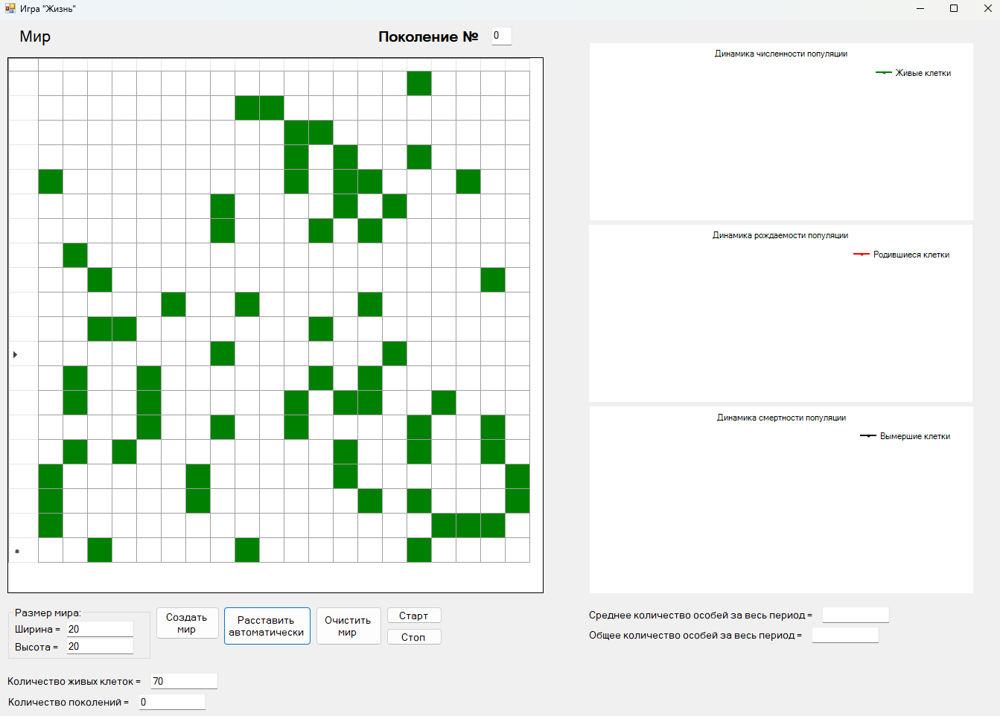 Игра "Жизнь"
Мир
Поколение № 0
Динамика численности популяции
Живые клетки
Динамика рождаемости популяции
Родившиеся клетки
Динамика смертности популяции
Вымершие клетки
Размер мира:
Ширина = 20
Высота = 20
Создать
мир
Расставить
автоматически
Очистить
мир
Старт
Стоп
Среднее количество особей за весь период =
Общее количество особей за весь период =
Количество живых клеток = 70
Количество поколений = 0